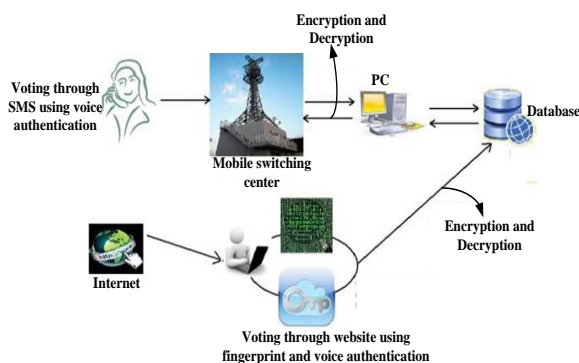 Encryption and
Decryption
Voting through
SMS using voice
authentication
PC
Database
Mobile switching
center
Encryption and
Decryption
Internet
OTP
Voting through website using
fingerprint and voice authentication